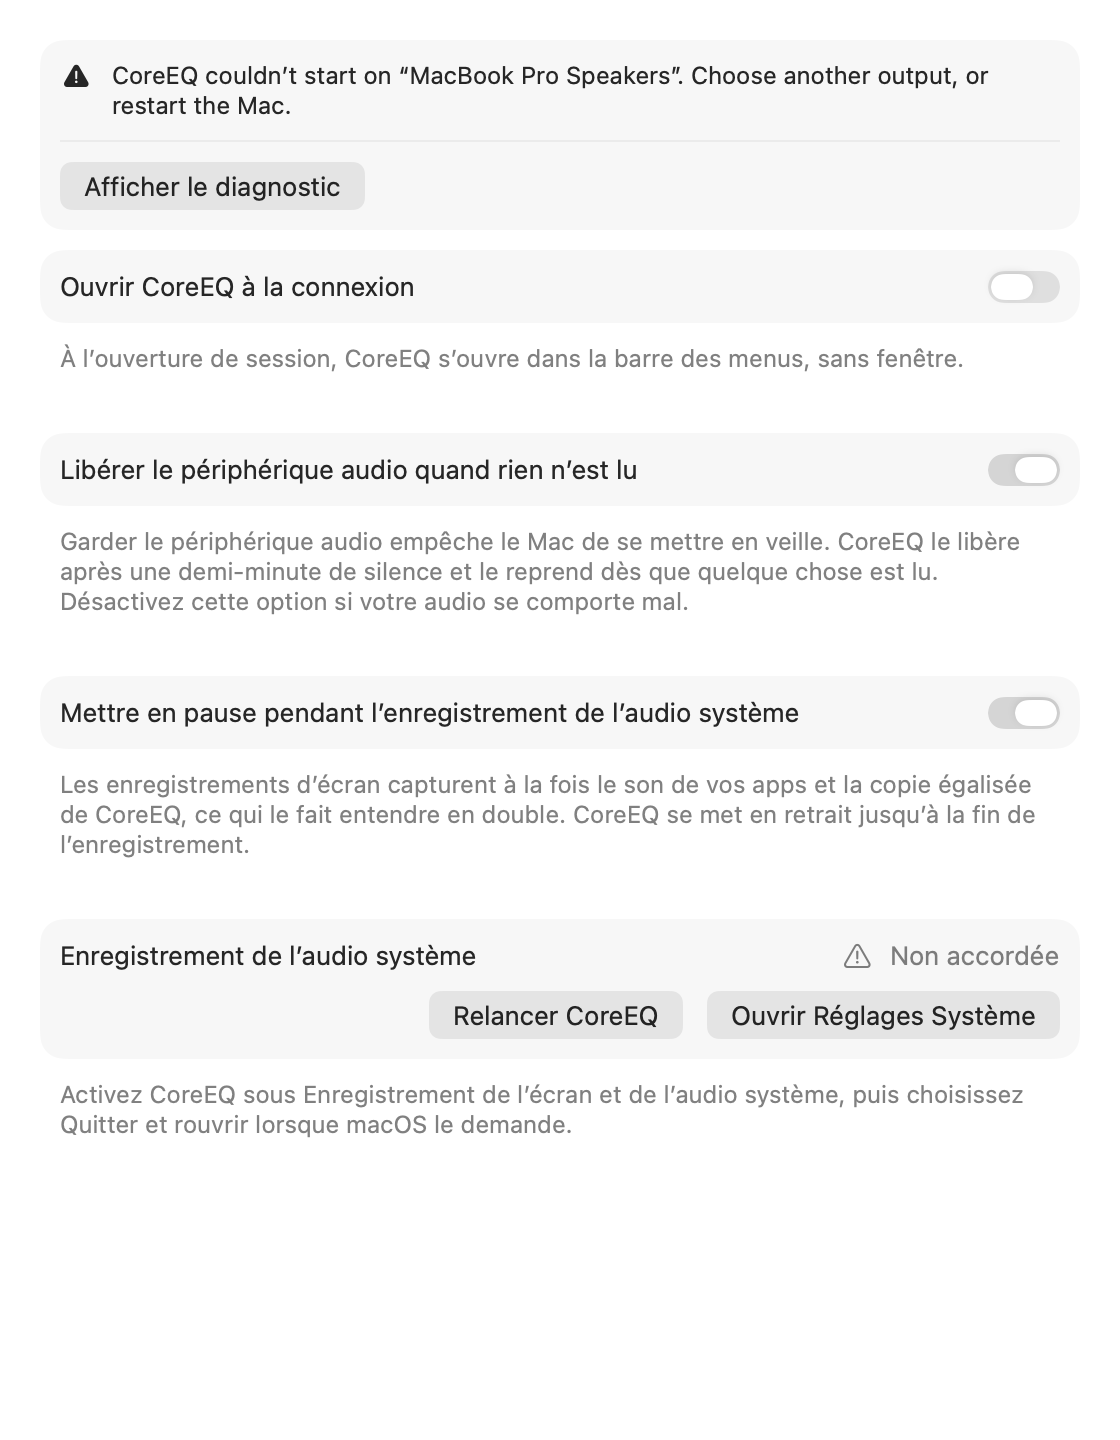 CoreEQ couldn’t start on “MacBook Pro Speakers”. Choose another output, or
restart the Mac.
Afficher le diagnostic
Ouvrir CoreEQ à la connexion
À l’ouverture de session, CoreEQ s’ouvre dans la barre des menus, sans fenêtre.
Libérer le périphérique audio quand rien n’est lu
Garder le périphérique audio empêche le Mac de se mettre en veille. CoreEQ le libère
après une demi-minute de silence et le reprend dès que quelque chose est lu.
Désactivez cette option si votre audio se comporte mal.
Mettre en pause pendant l’enregistrement de l’audio système
Les enregistrements d’écran capturent à la fois le son de vos apps et la copie égalisée
de CoreEQ, ce qui le fait entendre en double. CoreEQ se met en retrait jusqu’à la fin de
l’enregistrement.
Enregistrement de l’audio système
Non accordée
Relancer CoreEQ
Ouvrir Réglages Système
Activez CoreEQ sous Enregistrement de l’écran et de l’audio système, puis choisissez
Quitter et rouvrir lorsque macOS le demande.